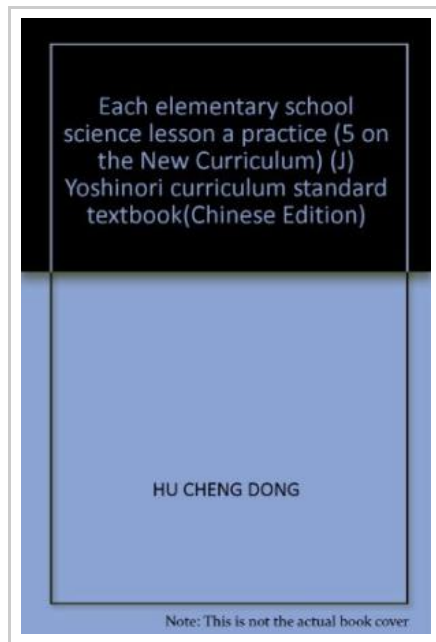 Each elementary school
science lesson a practice (5 on
the New Curriculum) (J)
Yoshinori curriculum standard
textbook(Chinese Edition)
HU CHENG DONG
Note: This is not the actual book cover